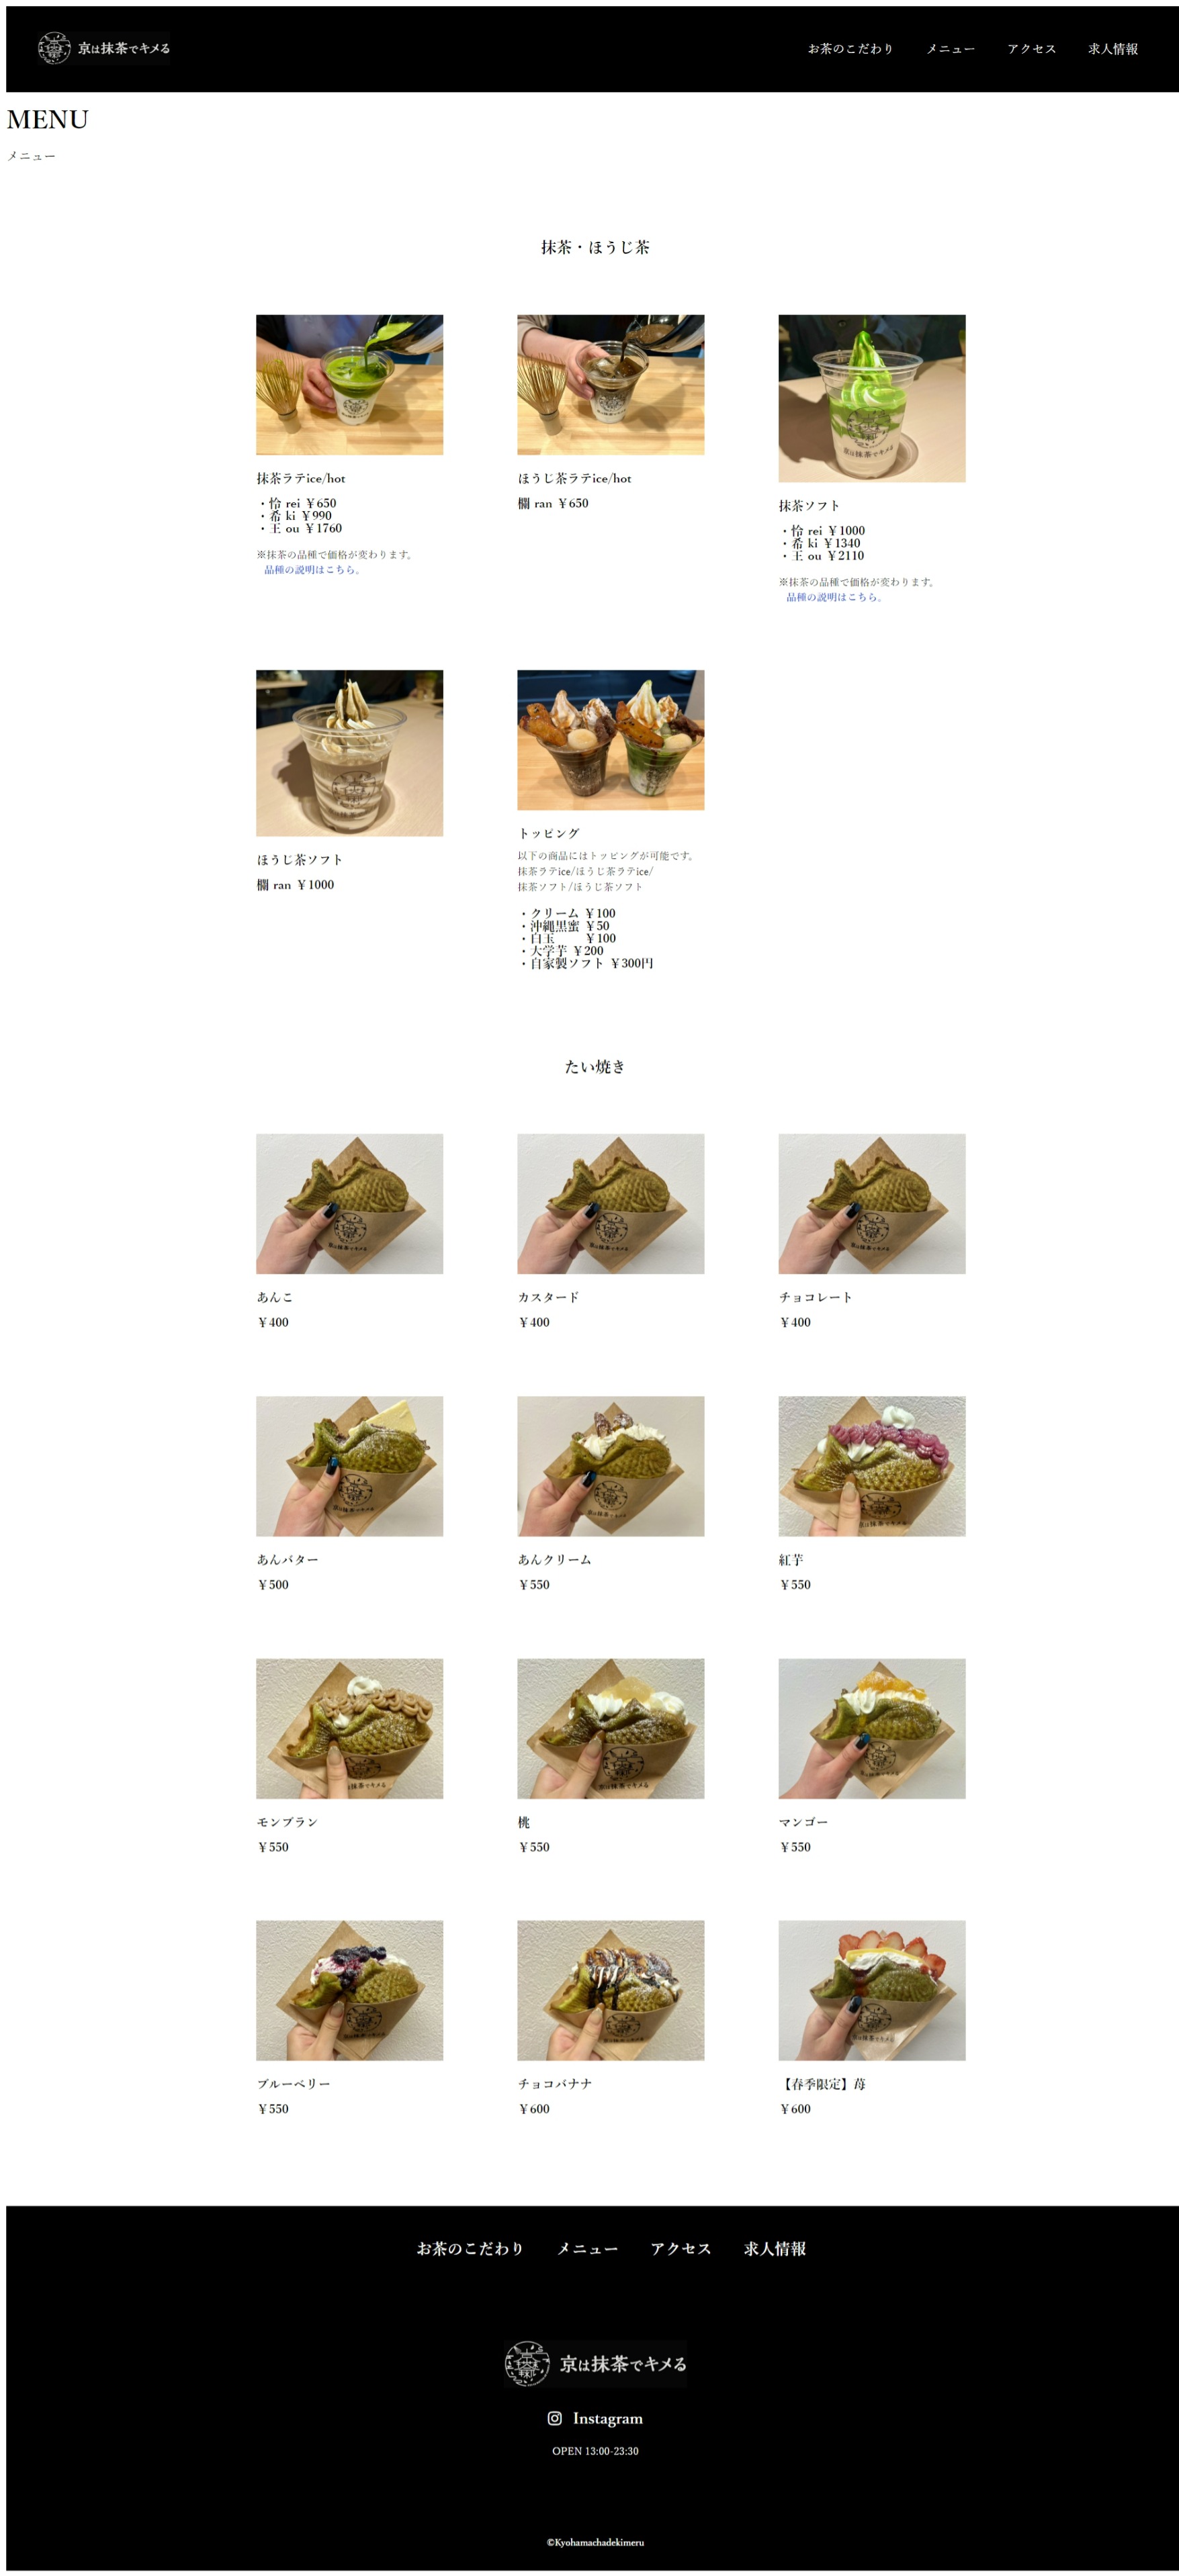 京は抹茶でキメる
お茶のこだわり メニュー アクセス 求人情報
MENU
メニュー
抹茶・ほうじ茶
抹茶ラテice/hot
・怜 rei ￥650
・希 ki ￥990
・王 ou ￥1760
※抹茶の品種で価格が変わります。
品種の説明はこちら。
ほうじ茶ラテice/hot
欄 ran ￥650
京は抹茶でキメる
抹茶ソフト
・怜 rei ￥1000
・希 ki ￥1340
・王 ou ￥2110
※抹茶の品種で価格が変わります。
品種の説明はこちら。
ほうじ茶ソフト
欄 ran ￥1000
トッピング
以下の商品にはトッピングが可能です。
抹茶ラテice/ほうじ茶ラテice/
抹茶ソフト/ほうじ茶ソフト
・クリーム ￥100
・沖縄黒蜜 ￥50
・白玉 ￥100
・大学芋 ￥200
・自家製ソフト ￥300円
たい焼き
あんこ
￥400
カスタード
￥400
チョコレート
￥400
あんバター
￥500
あんクリーム
￥550
紅芋
￥550
モンブラン
￥550
桃
￥550
マンゴー
￥550
ブルーベリー
￥550
チョコバナナ
￥600
【春季限定】苺
￥600
お茶のこだわり メニュー アクセス 求人情報
京は抹茶でキメる
Instagram
OPEN 13:00-23:30
©Kyohamachadekimeru